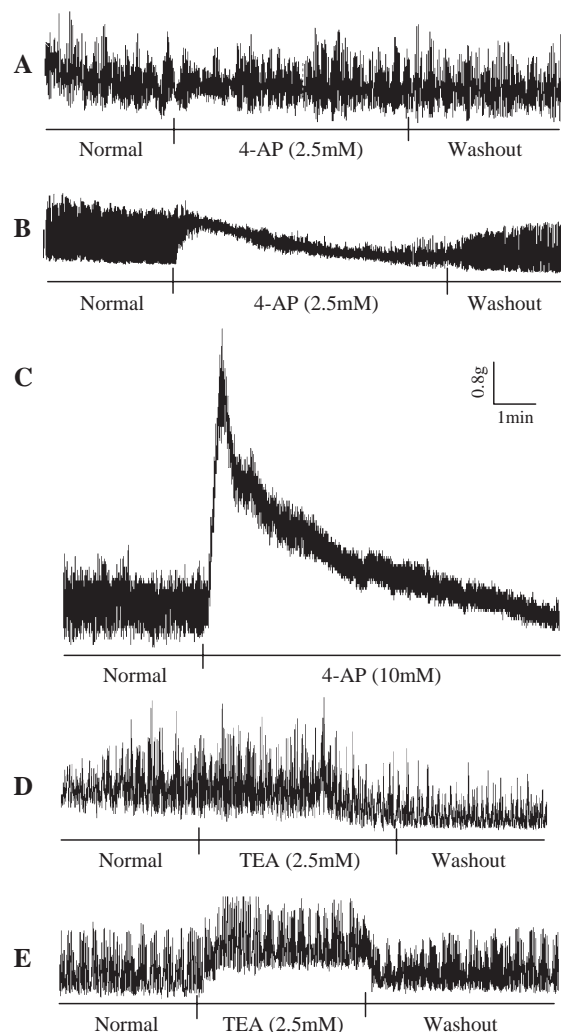 A
Normal 4-AP (2.5mM) Washout
B
Normal 4-AP (2.5mM) Washout
C
0.8g
1min
Normal 4-AP (10mM)
D
Normal TEA (2.5mM) Washout
E
Normal TEA (2.5mM) Washout